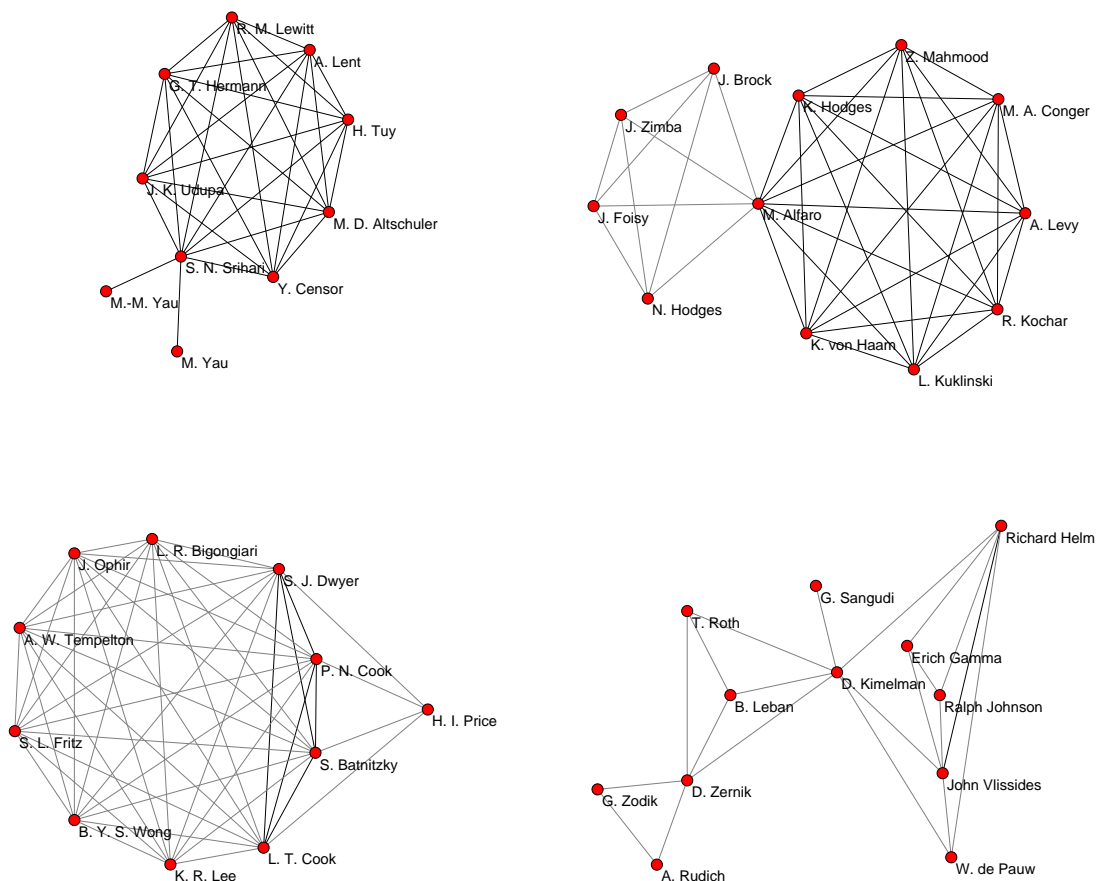 R. M. Lewitt
A. Lent
G. T. Hermann
H. Tuy
J. K. Udupa
M. D. Altschuler
S. N. Srihari
Y. Censor
M.-M. Yau
M. Yau
Z. Mahmood
J. Brock
K. Hodges
M. A. Conger
J. Zimba
J. Foisy
M. Alfaro
A. Levy
N. Hodges
R. Kochar
K. von Haam
L. Kuklinski
L. R. Bigongiari
J. Ophir
S. J. Dwyer
A. W. Tempelton
P. N. Cook
H. I. Price
S. L. Fritz
S. Batnitzky
B. Y. S. Wong
L. T. Cook
K. R. Lee
Richard Helm
G. Sangudi
T. Roth
Erich Gamma
D. Kimelman
B. Leban
Ralph Johnson
John Vlissides
D. Zernik
G. Zodik
A. Rudich
W. de Pauw